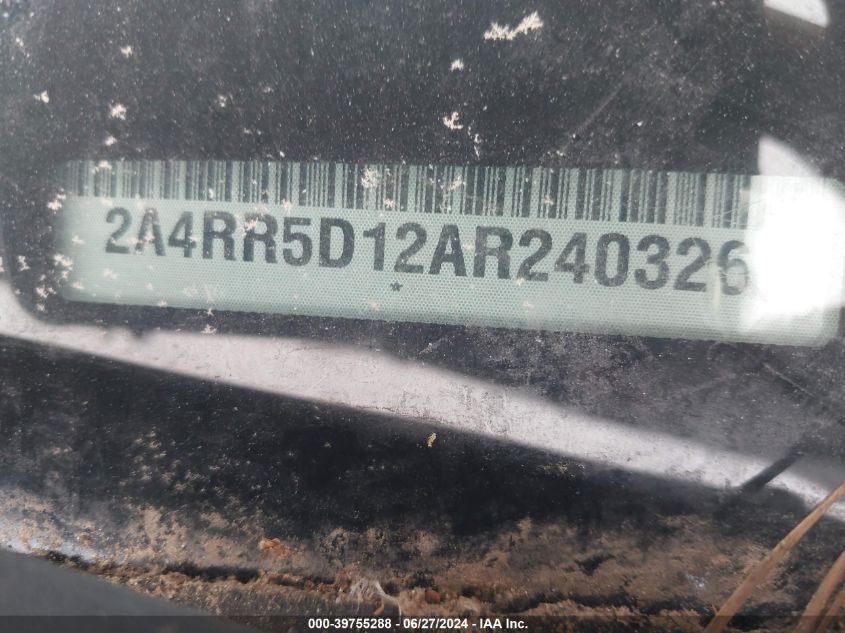 2A4RR5D12AR240326
*
000-39755288 - 06/27/2024 - IAA Inc.